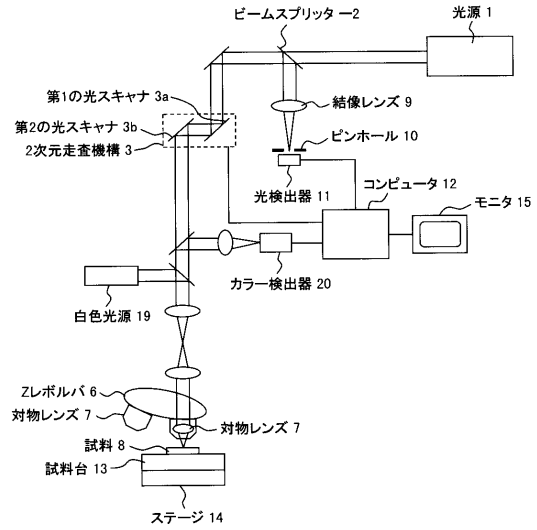 ビームスプリッター2
光源 1
第1の光スキャナ 3a
第2の光スキャナ 3b
2次元走査機構 3
結像レンズ 9
ピンホール 10
光検出器 11
コンピュータ 12
モニタ 15
カラー検出器 20
白色光源 19
Zレボルバ 6
対物レンズ 7
対物レンズ 7
試料 8
試料台 13
ステージ 14